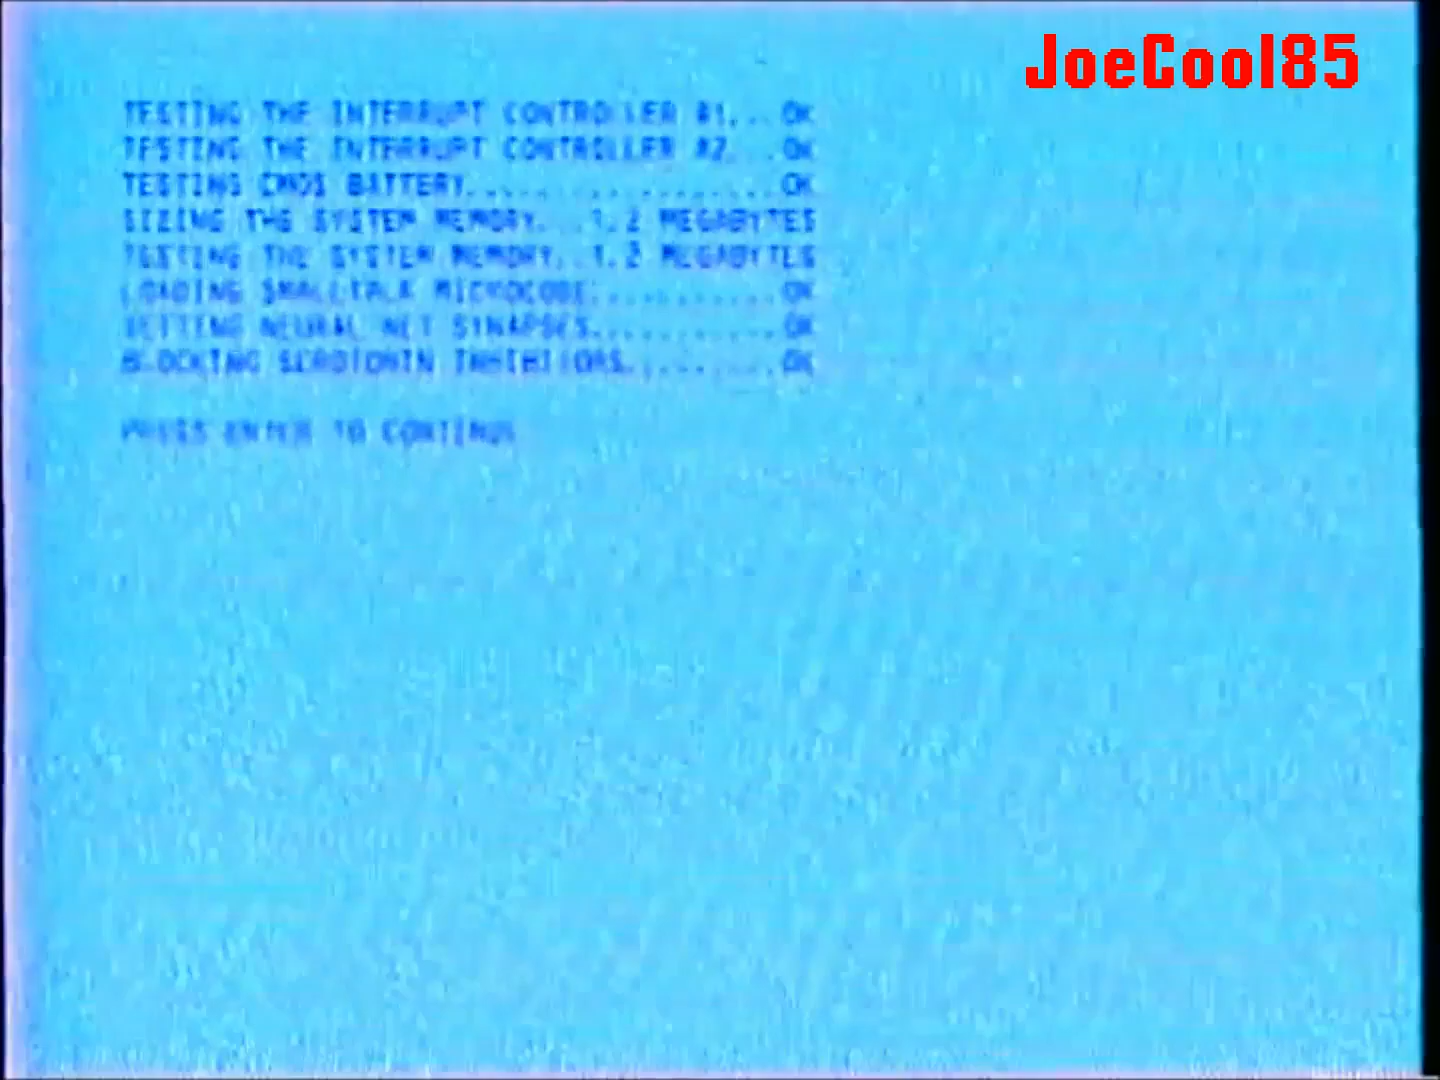 JoeCool85
TESTING THE INTERRUPT CONTROLLER #1...OK
TESTING THE INTERRUPT CONTROLLER #2...OK
TESTING CMOS BATTERY..................OK
SIZING THE SYSTEM MEMORY...1.2 MEGABYTES
TESTING THE SYSTEM MEMORY..1.2 MEGABYTES
LOADING SMALLTALK MICROCODE...........OK
SETTING NEURAL NET SYNAPSES...........OK
BLOCKING SEROTONIN INHIBITORS.........OK
PRESS ENTER TO CONTINUE